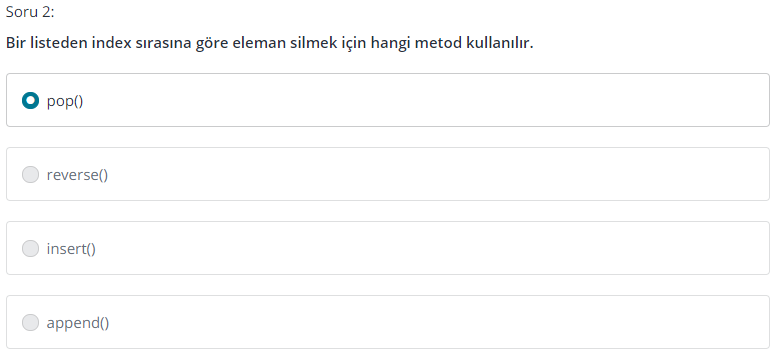 Soru 2:
Bir listeden index sırasına göre eleman silmek için hangi metod kullanılır.
pop()
reverse()
insert()
append()